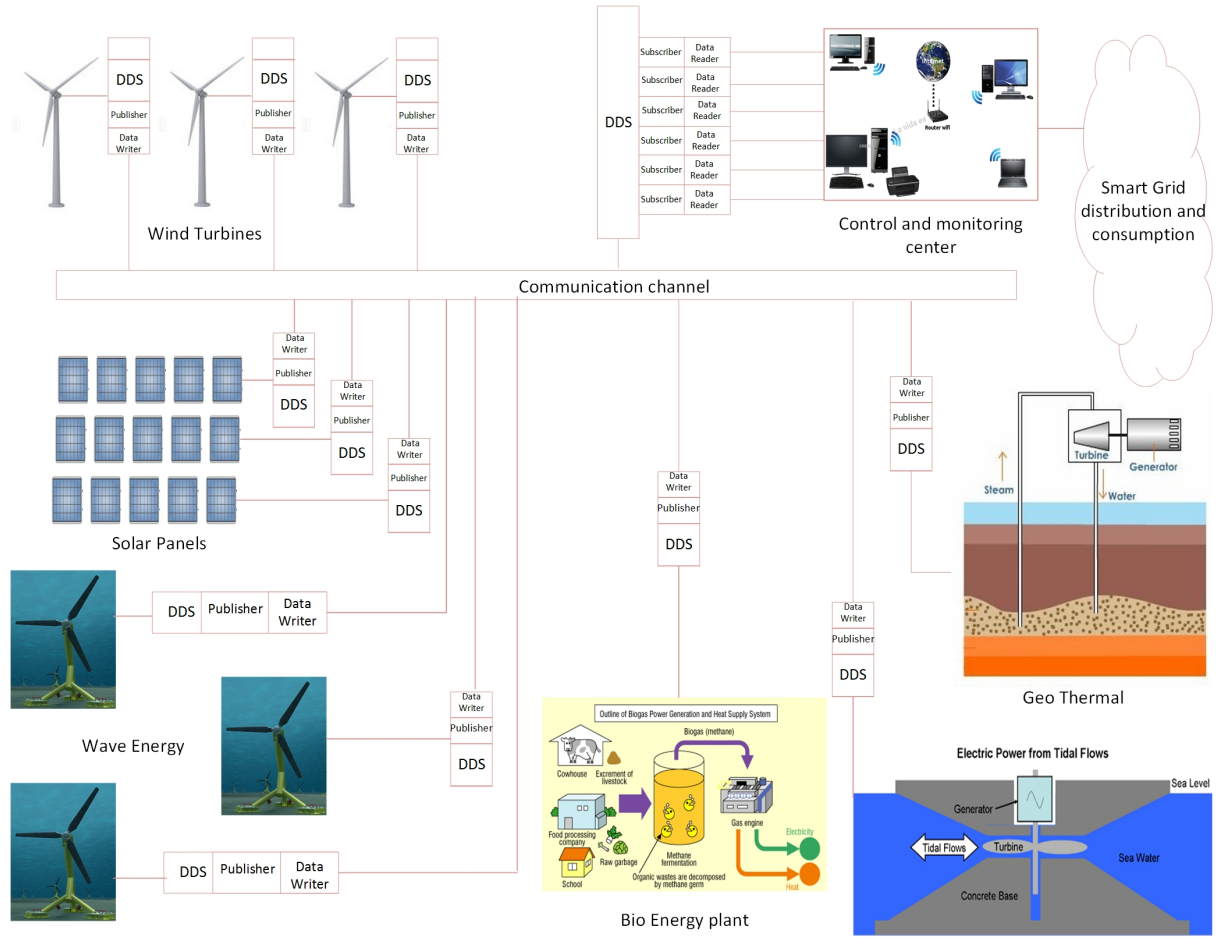 DDS
Publisher
Data
Writer
DDS
Publisher
Data
Writer
DDS
Publisher
Data
Writer
Wind Turbines
DDS
Subscriber
Data
Reader
Subscriber
Data
Reader
Subscriber
Data
Reader
Subscriber
Data
Reader
Subscriber
Data
Reader
Subscriber
Data
Reader
Internet
Router wifi
Control and monitoring
center
Smart Grid
distribution and
consumption
Communication channel
Data
Writer
Publisher
DDS
Data
Writer
Publisher
DDS
Data
Writer
Publisher
DDS
Solar Panels
DDS
Publisher
Data
Writer
Data
Writer
Publisher
DDS
Wave Energy
DDS
Publisher
Data
Writer
Data
Writer
Publisher
DDS
Outline of Biogas Power Generation and Heat Supply System
Biogas (methane)
Cowhouse
Excrement of
livestock
Food processing
company
Raw garbage
School
Methane
fermentation
Organic wastes are decomposed
by methane germ
Gas engine
Electricity
Heat
Bio Energy plant
Data
Writer
Publisher
DDS
Turbine
Generator
Steam
Water
Geo Thermal
Data
Writer
Publisher
DDS
Electric Power from Tidal Flows
Sea Level
Generator
Tidal Flows
Turbine
Sea Water
Concrete Base